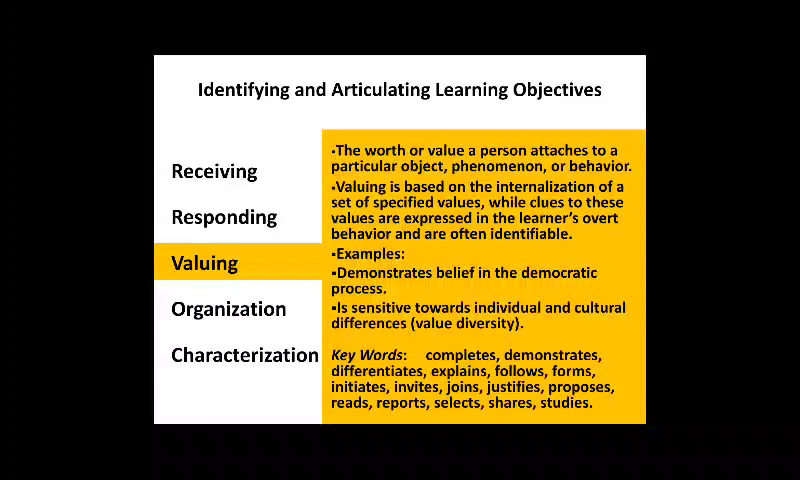 Identifying and Articulating Learning Objectives
Receiving
Responding
Valuing
Organization
Characterization
▪The worth or value a person attaches to a
particular object, phenomenon, or behavior.
▪Valuing is based on the internalization of a
set of specified values, while clues to these
values are expressed in the learner’s overt
behavior and are often identifiable.
▪Examples:
▪Demonstrates belief in the democratic
process.
▪Is sensitive towards individual and cultural
differences (value diversity).
Key Words: completes, demonstrates,
differentiates, explains, follows, forms,
initiates, invites, joins, justifies, proposes,
reads, reports, selects, shares, studies.